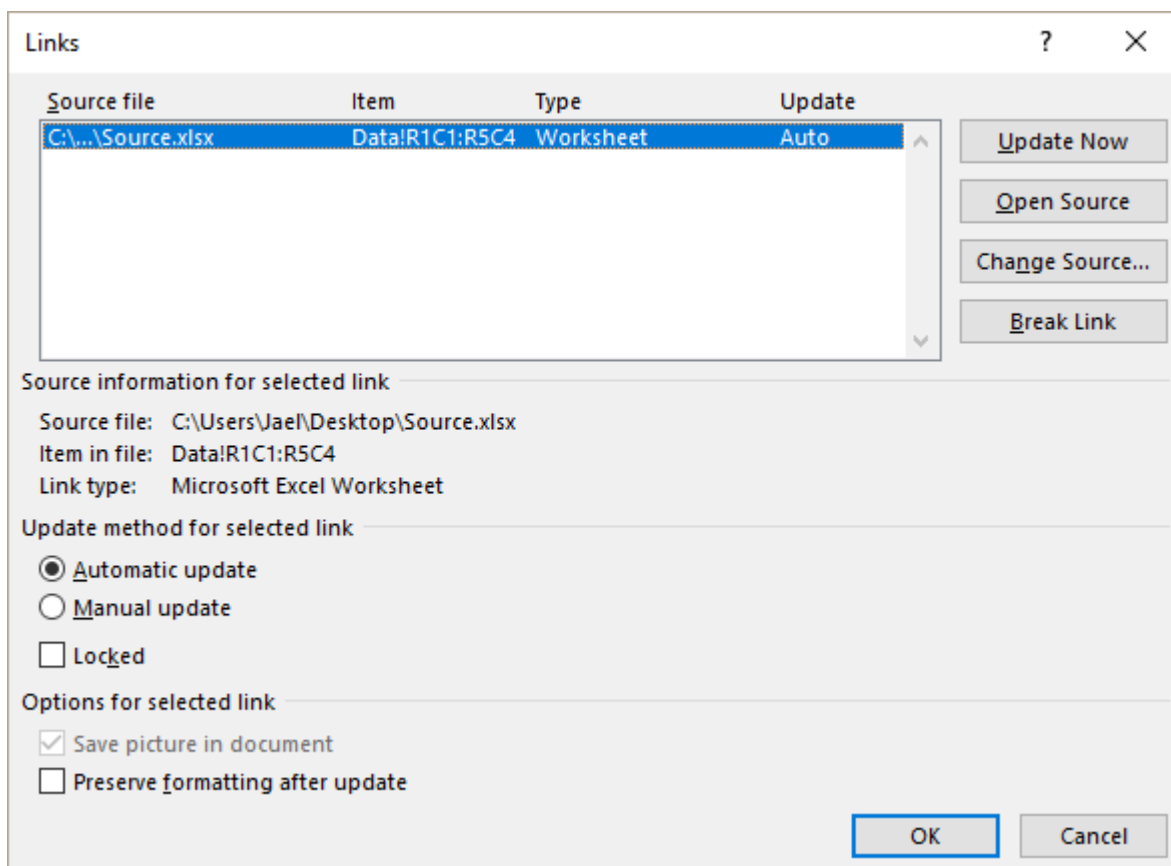 Links ?
Source file Item Type Update
C:\...\Source.xlsx Data!R1C1:R5C4 Worksheet Auto
Update Now
Open Source
Change Source...
Break Link
Source information for selected link
Source file: C:\Users\Jael\Desktop\Source.xlsx
Item in file: Data!R1C1:R5C4
Link type: Microsoft Excel Worksheet
Update method for selected link
Automatic update
Manual update
Locked
Options for selected link
Save picture in document
Preserve formatting after update
OK Cancel